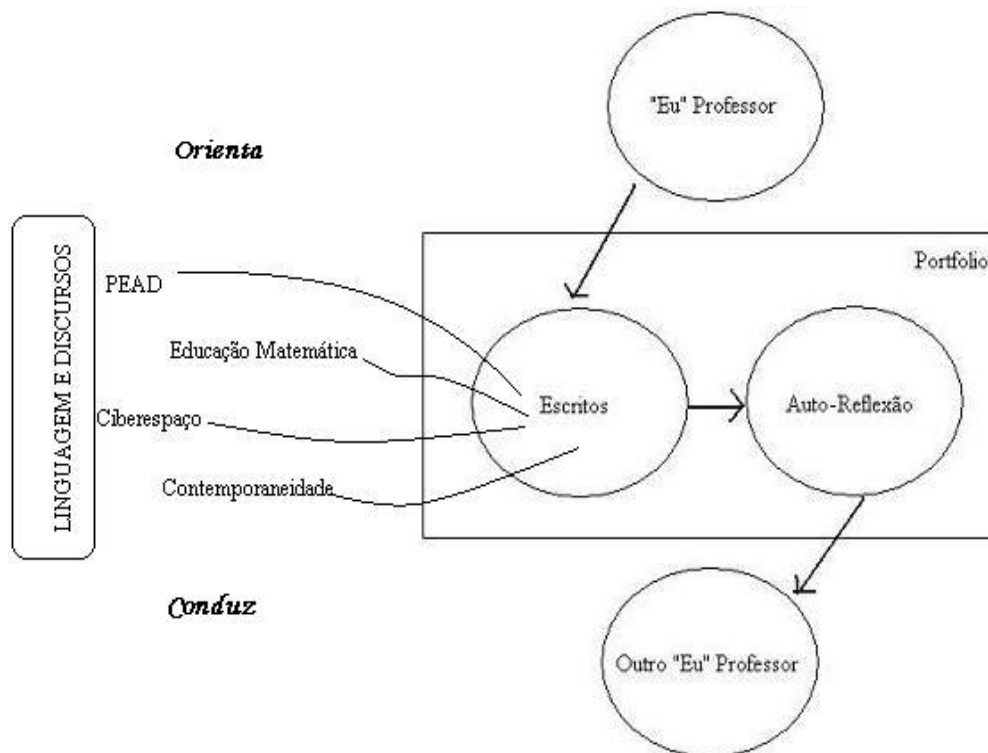 "Eu" Professor
Orienta
LINGUAGEM E DISCURSOS
Portfolio
PEAD
Educação Matemática
Ciberespaço
Contemporaneidade
Escritos
Auto-Reflexão
Conduz
Outro "Eu" Professor